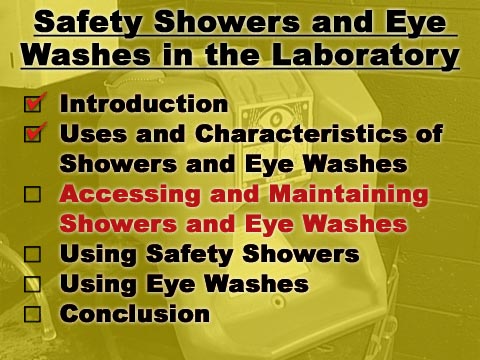 Safety Showers and Eye
Washes in the Laboratory
Introduction
Uses and Characteristics of
Showers and Eye Washes
Accessing and Maintaining
Showers and Eye Washes
Using Safety Showers
Using Eye Washes
Conclusion